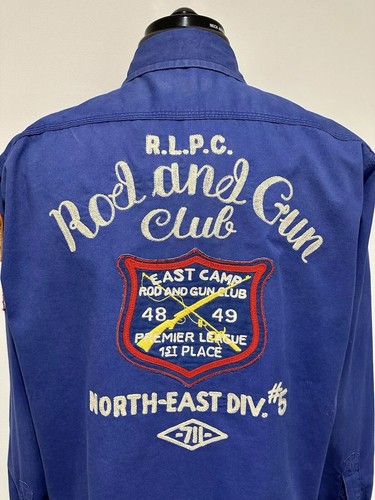 R.L.P.C.
Rod and Gun
Club
EAST CAMP
ROD AND GUN CLUB
48 49
PREMIER LEAGUE
1ST PLACE
NORTH-EAST DIV. #5
-711-